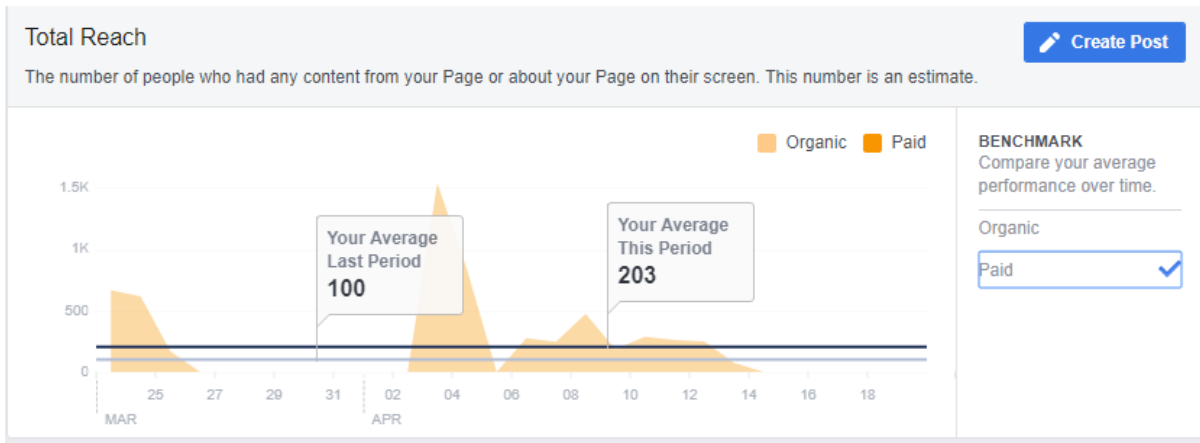 Total Reach
Create Post
The number of people who had any content from your Page or about your Page on their screen. This number is an estimate.
Organic
Paid
BENCHMARK
Compare your average
performance over time.
Organic
Paid
1.5K
1K
500
0
Your Average
Last Period
100
Your Average
This Period
203
25 27 29 31 02 04 06 08 10 12 14 16 18
MAR APR